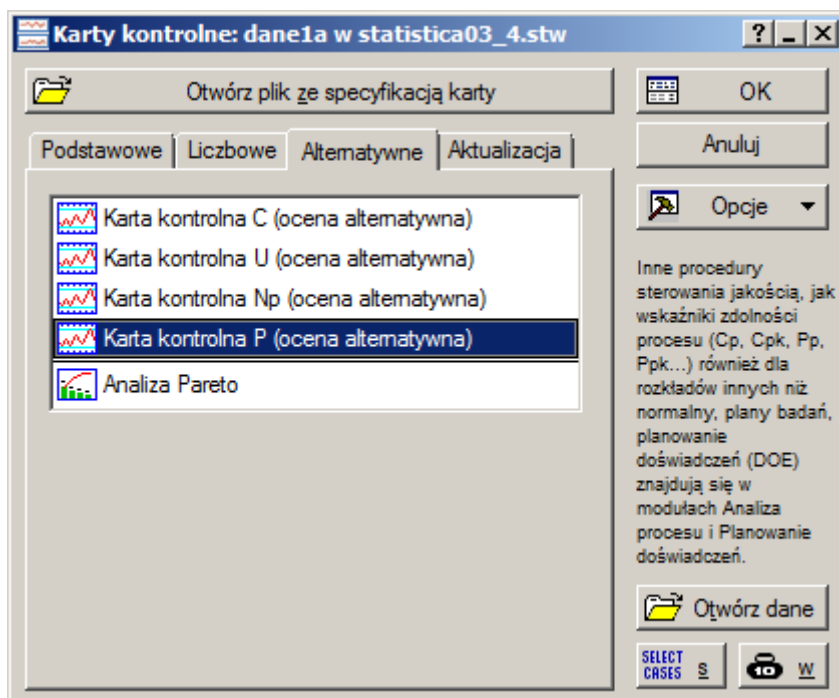 Karty kontrolne: dane1a w statistica03_4.stw
Otwórz plik ze specyfikacją karty
OK
Anuluj
Opcje
Podstawowe
Liczbowe
Alternatywne
Aktualizacja
Karta kontrolna C (ocena alternatywna)
Karta kontrolna U (ocena alternatywna)
Karta kontrolna Np (ocena alternatywna)
Karta kontrolna P (ocena alternatywna)
Analiza Pareto
Inne procedury
sterowania jakością, jak
wskaźniki zdolności
procesu (Cp, Cpk, Pp,
Ppk...) również dla
rozkładów innych niż
normalny, plany badań,
planowanie
doświadczeń (DOE)
znajdują się w
modułach Analiza
procesu i Planowanie
doświadczeń.
Otwórz dane
SELECT
CASES
S
10
W